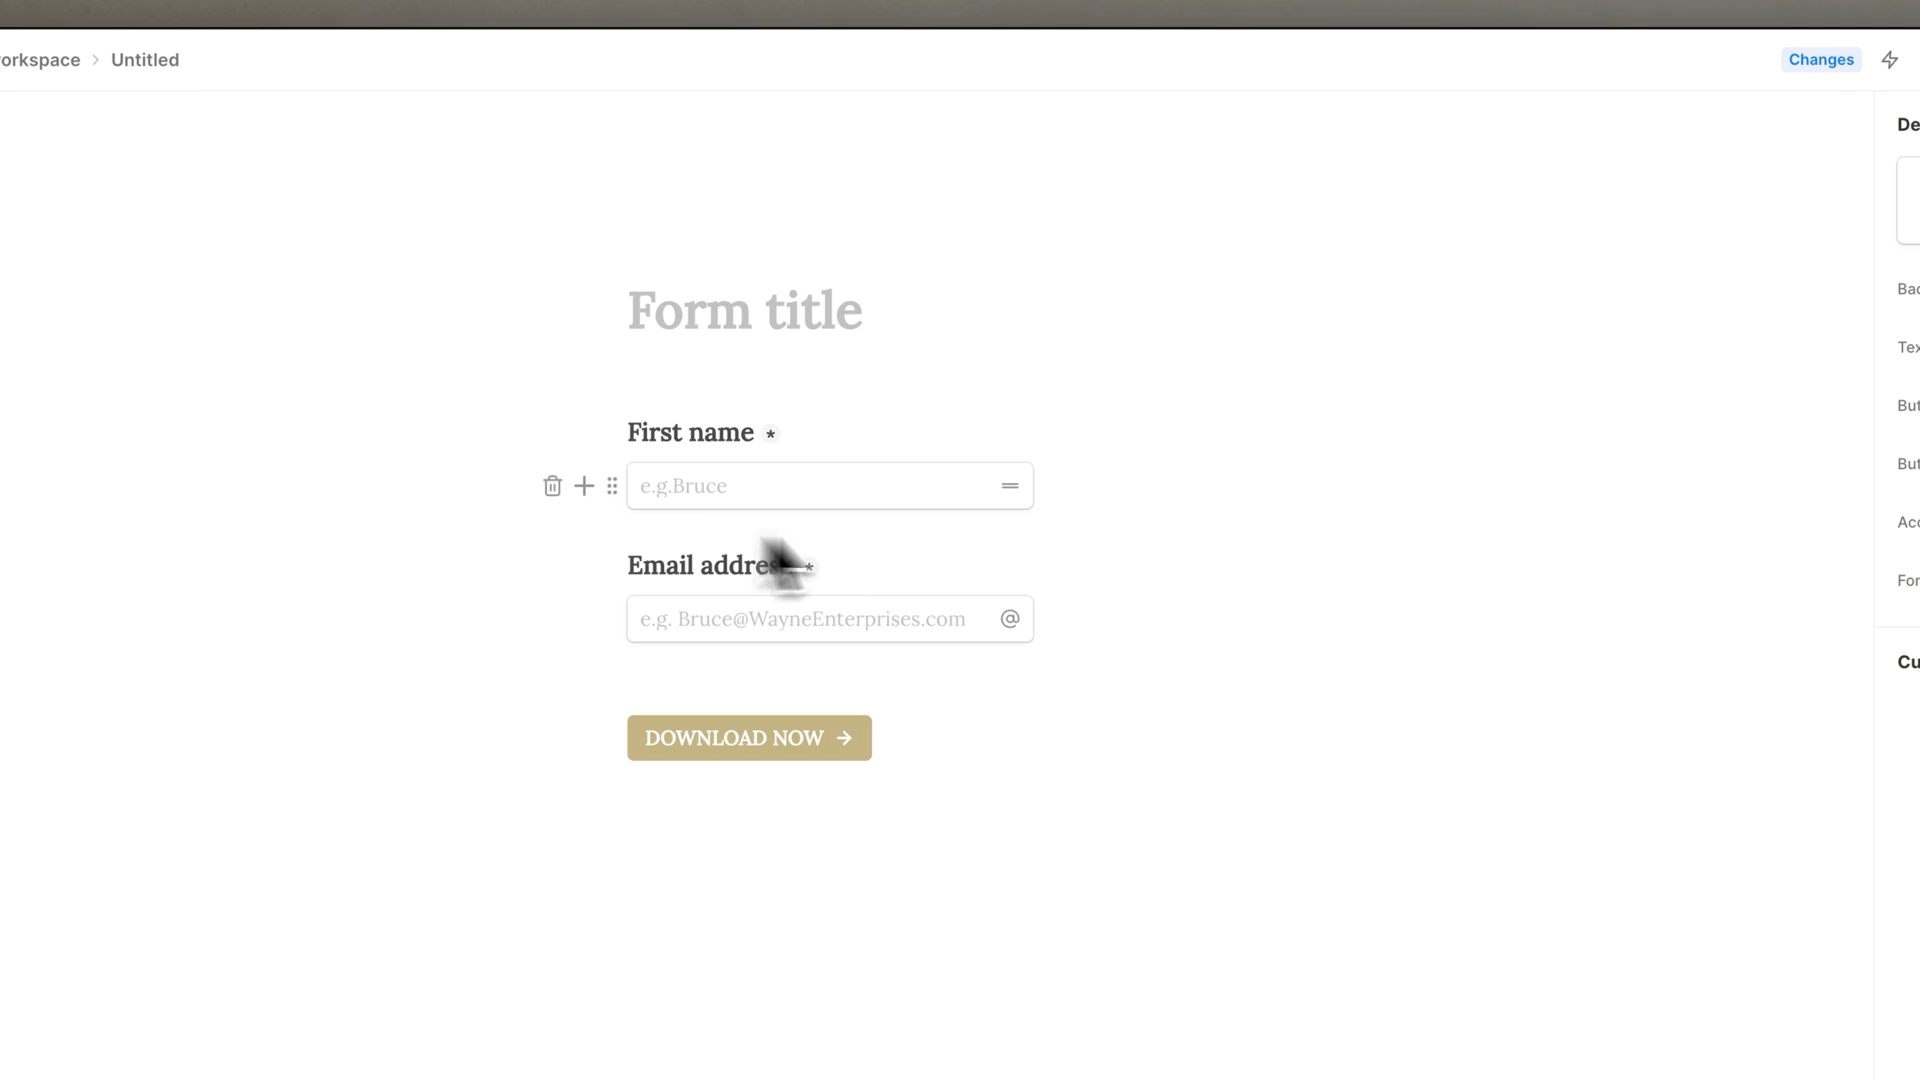 orkspace > Untitled
Changes
De
Form title
Bac
Tex
But
First name *
e.g.Bruce
But
Acc
Email addres *
For
e.g. Bruce@WayneEnterprises.com @
Cu
DOWNLOAD NOW →